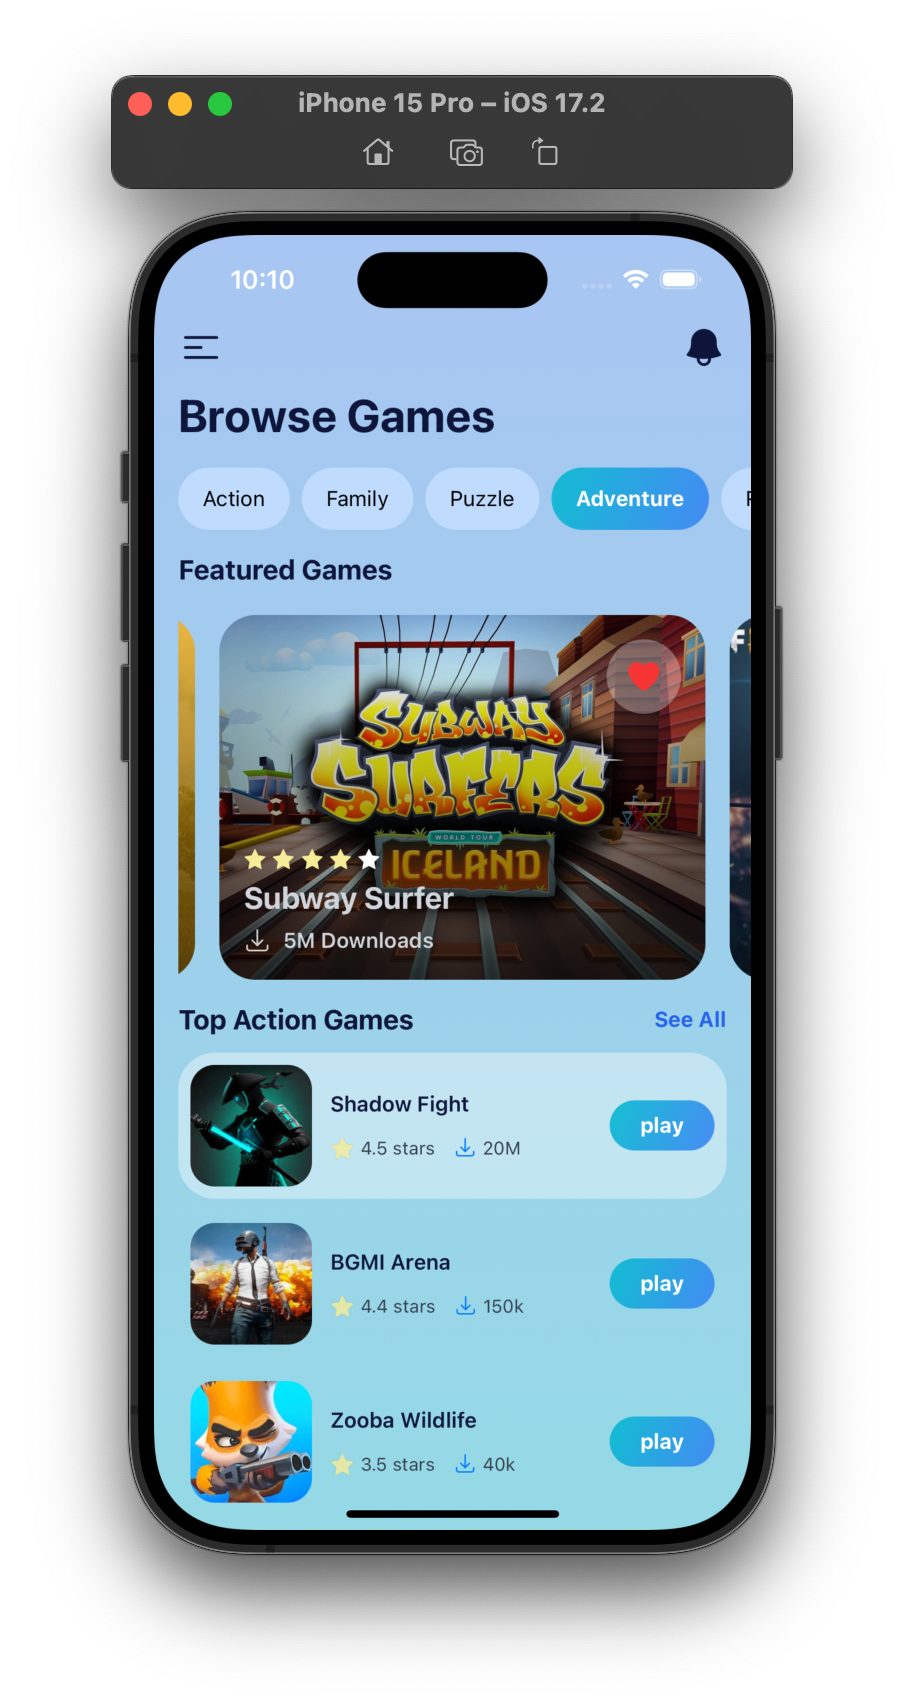 iPhone 15 Pro – iOS 17.2
10:10
Browse Games
Action Family Puzzle Adventure
Featured Games
SUBWAY
SURFERS
WORLD TOUR
ICELAND
Subway Surfer
5M Downloads
Top Action Games See All
Shadow Fight
4.5 stars 20M
play
BGMI Arena
4.4 stars 150k
play
Zooba Wildlife
3.5 stars 40k
play